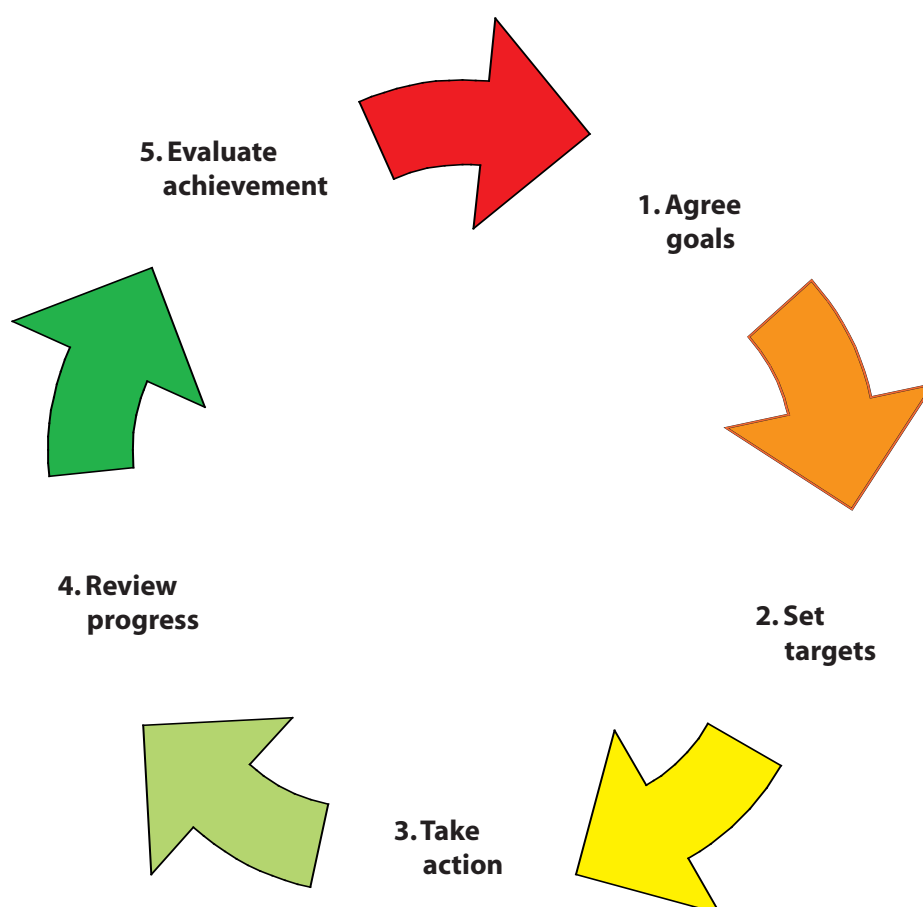 5. Evaluate
achievement
1. Agree
goals
4. Review
progress
2. Set
targets
3. Take
action